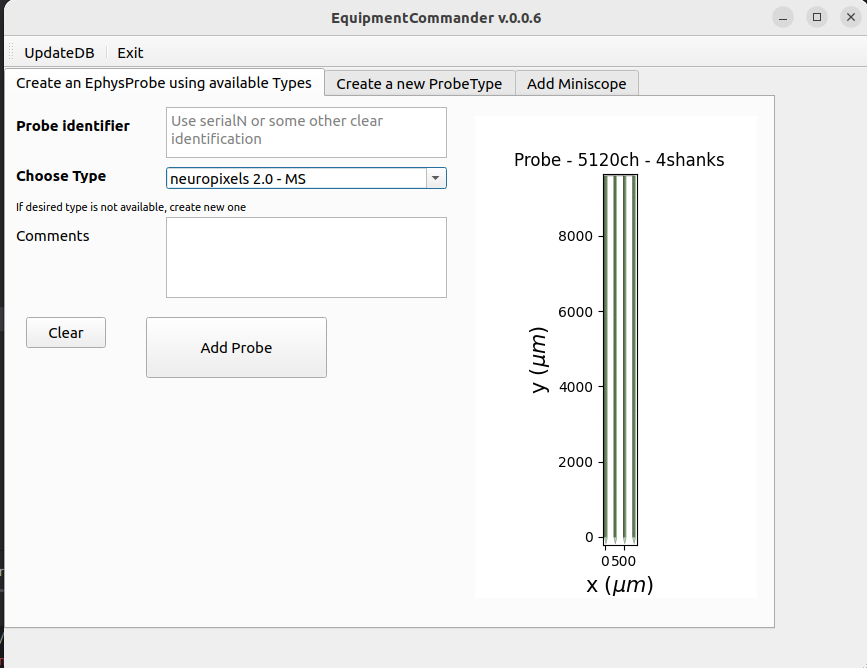 EquipmentCommander v.0.0.6
UpdateDB
Exit
Create an EphysProbe using available Types
Create a new ProbeType
Add Miniscope
Probe identifier
Use serialN or some other clear
identification
Choose Type
neuropixels 2.0 - MS
If desired type is not available, create new one
Comments
Clear
Add Probe
Probe - 5120ch - 4shanks
8000
6000
4000
2000
0
y (μm)
0 500
x (μm)